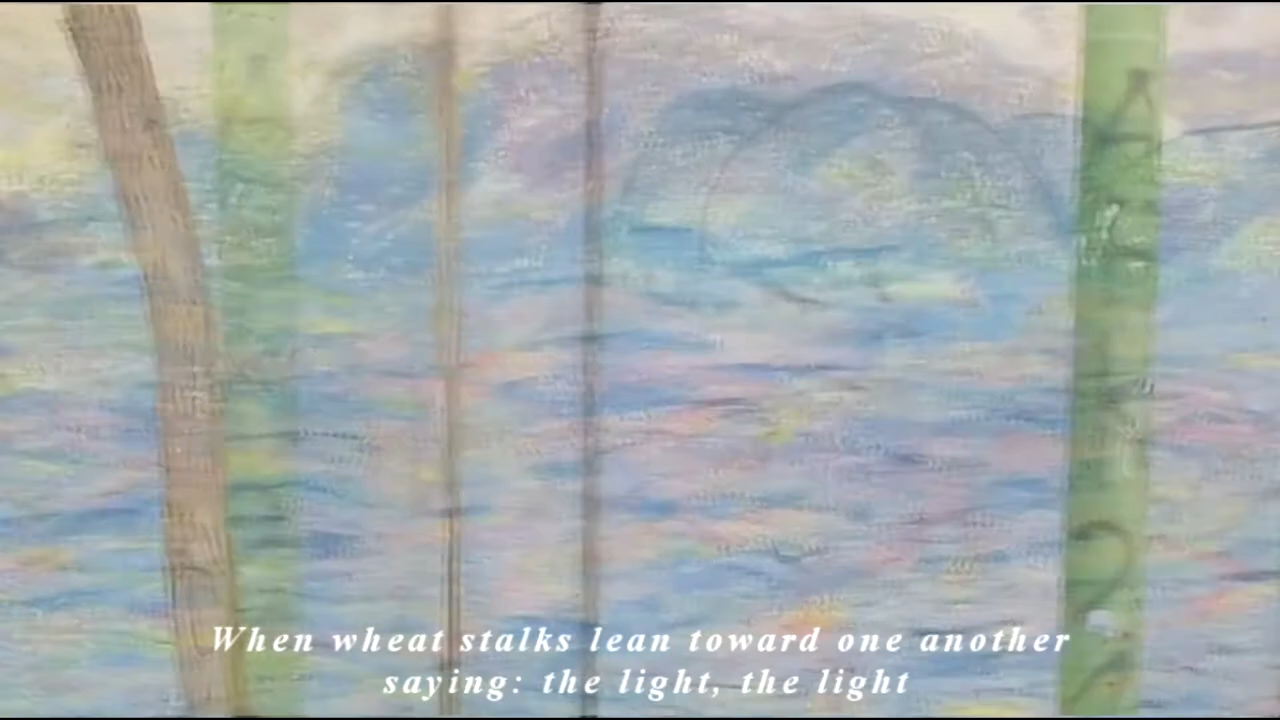 When wheat stalks lean toward one another
saying: the light, the light